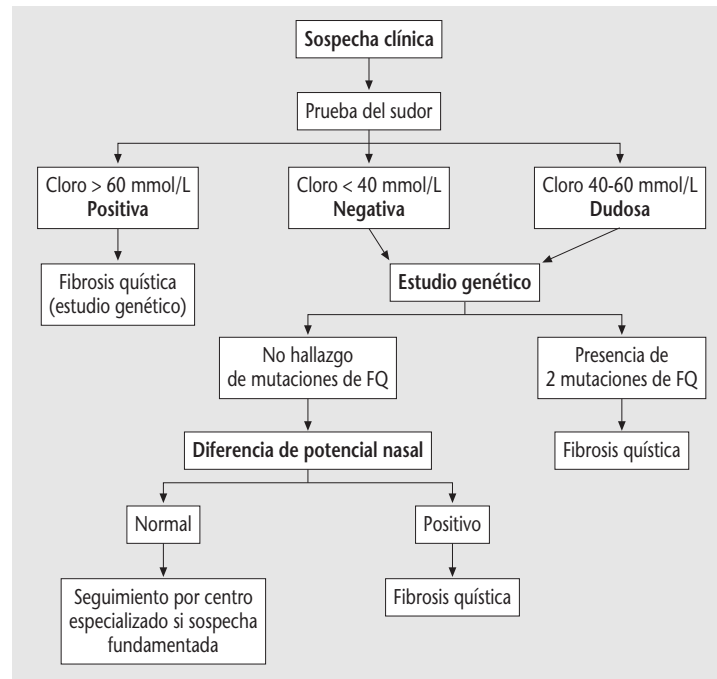 Sospecha clínica
Prueba del sudor
Cloro > 60 mmol/L
Positiva
Cloro < 40 mmol/L
Negativa
Cloro 40-60 mmol/L
Dudosa
Fibrosis quística
(estudio genético)
Estudio genético
No hallazgo
de mutaciones de FQ
Presencia de
2 mutaciones de FQ
Diferencia de potencial nasal
Fibrosis quística
Normal
Positivo
Seguimiento por centro
especializado si sospecha
fundamentada
Fibrosis quística